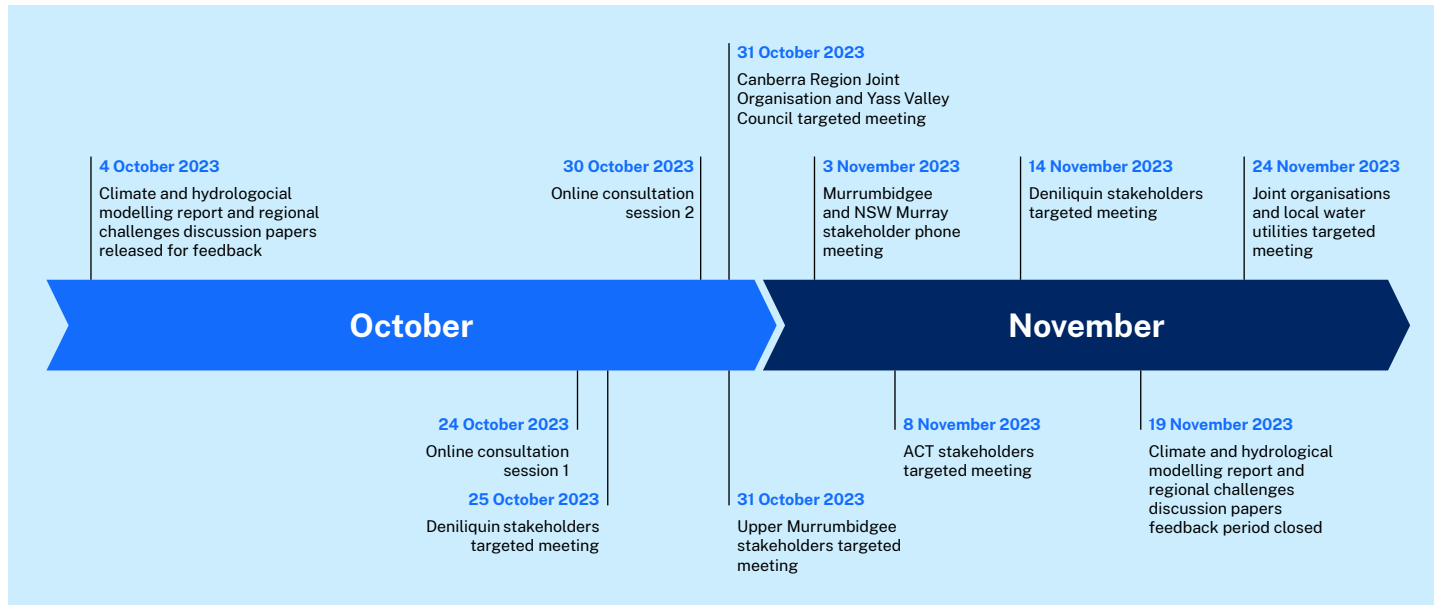 31 October 2023
Canberra Region Joint
Organisation and Yass Valley
Council targeted meeting
4 October 2023
Climate and hydrologocial
modelling report and regional
challenges discussion papers
released for feedback
30 October 2023
Online consultation
session 2
3 November 2023
Murrumbidgee
and NSW Murray
stakeholder phone
meeting
14 November 2023
Deniliquin stakeholders
targeted meeting
24 November 2023
Joint organisations
and local water
utilities targeted
meeting
October
November
24 October 2023
Online consultation
session 1
25 October 2023
Deniliquin stakeholders
targeted meeting
31 October 2023
Upper Murrumbidgee
stakeholders targeted
meeting
8 November 2023
ACT stakeholders
targeted meeting
19 November 2023
Climate and hydrological
modelling report and
regional challenges
discussion papers
feedback period closed